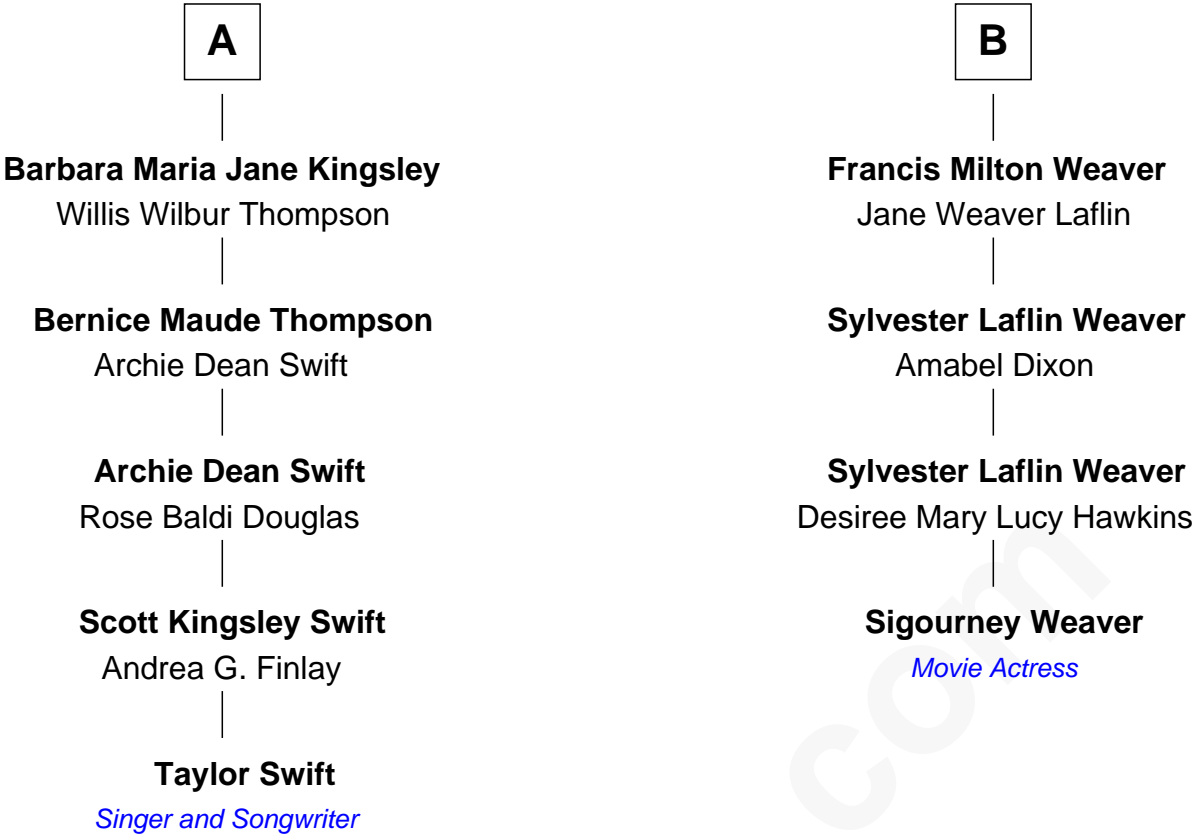 A
Barbara Maria Jane Kingsley
Willis Wilbur Thompson
Bernice Maude Thompson
Archie Dean Swift
Archie Dean Swift
Rose Baldi Douglas
Scott Kingsley Swift
Andrea G. Finlay
Taylor Swift
Singer and Songwriter
B
Francis Milton Weaver
Jane Weaver Laflin
Sylvester Laflin Weaver
Amabel Dixon
Sylvester Laflin Weaver
Desiree Mary Lucy Hawkins
Sigourney Weaver
Movie Actress
com